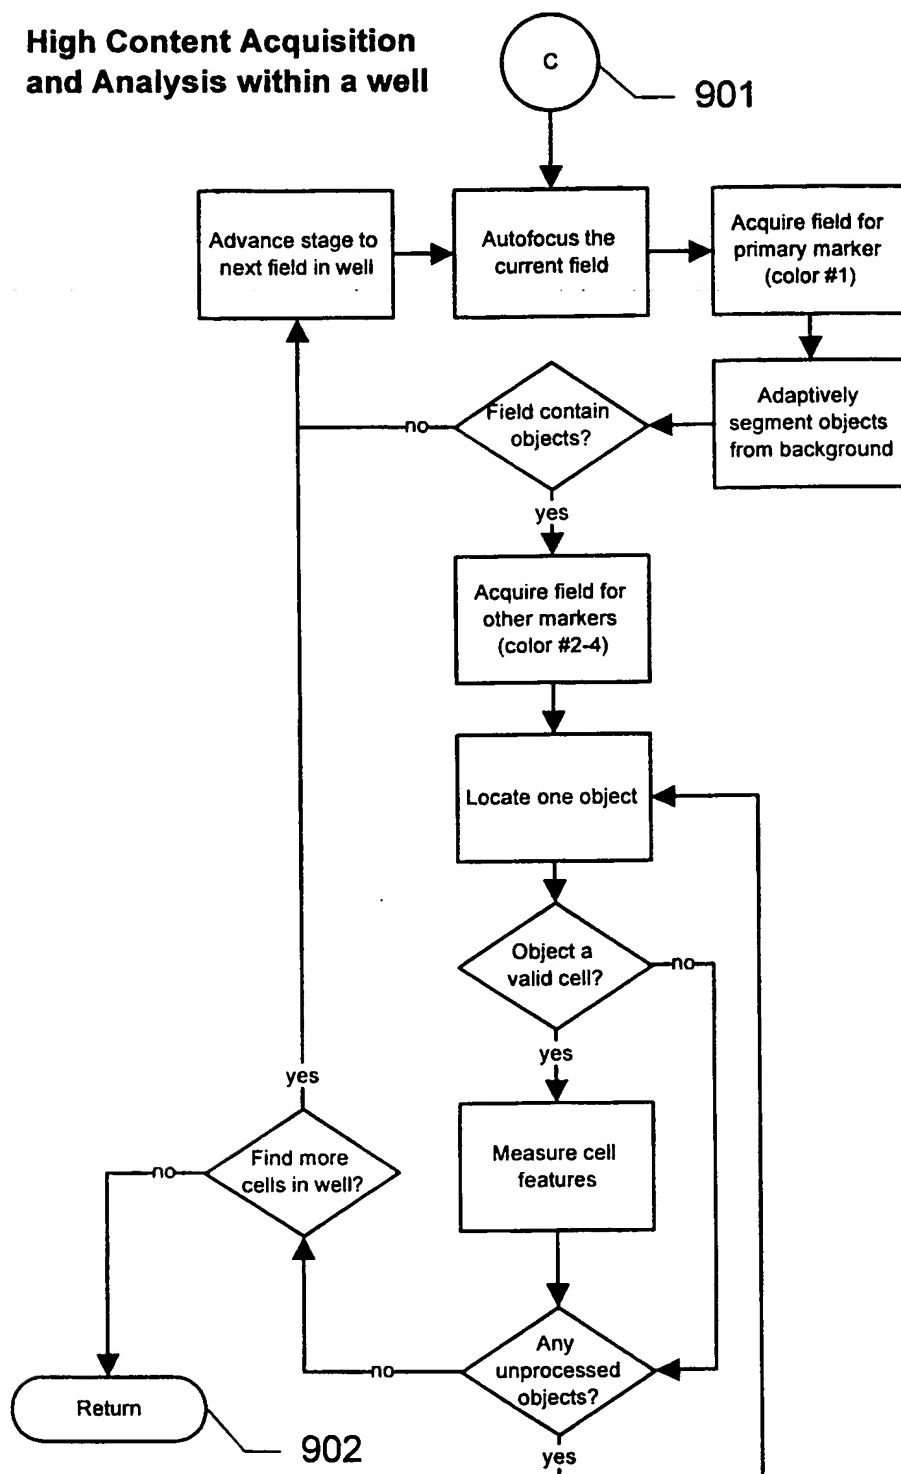 High Content Acquisition
and Analysis within a well
C
901
Advance stage to
next field in well
Autofocus the
current field
Acquire field for
primary marker
(color #1)
Adaptively
segment objects
from background
Field contain
objects?
no
yes
Acquire field for
other markers
(color #2-4)
Locate one object
Object a
valid cell?
no
yes
Measure cell
features
yes
Find more
cells in well?
no
Any
unprocessed
objects?
no
yes
Return
902